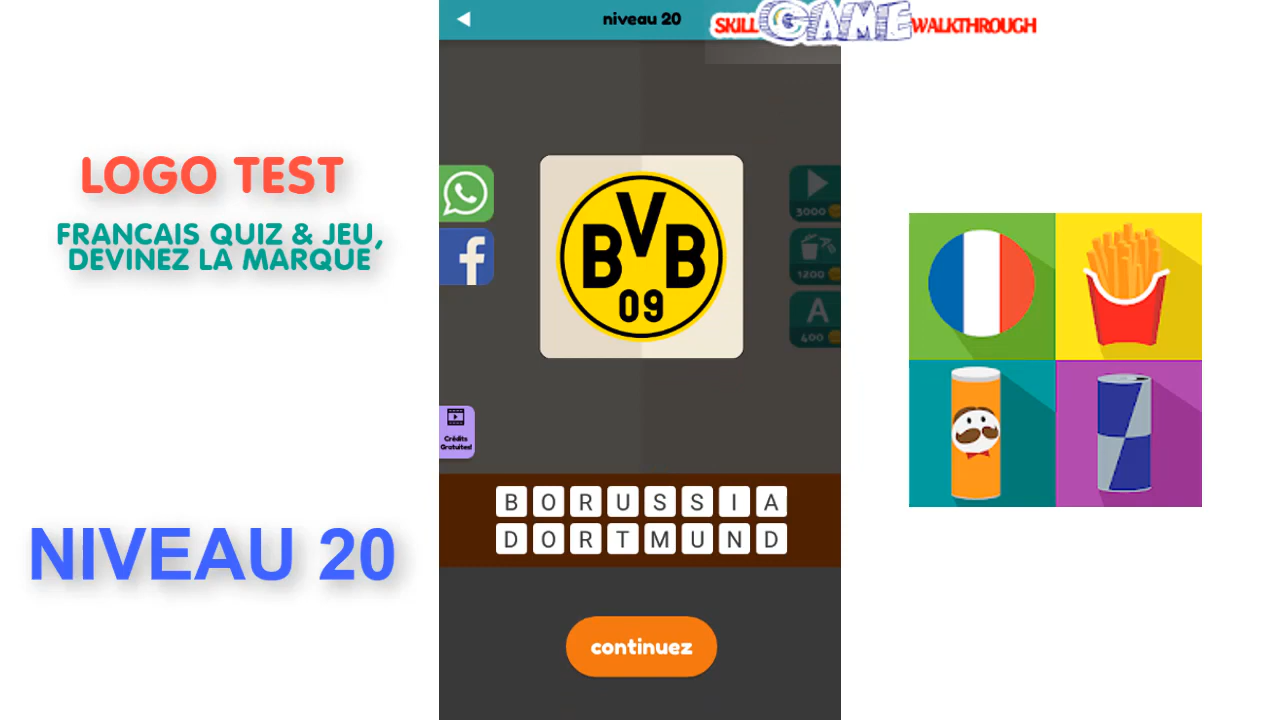 niveau 20
SKILL GAME WALKTHROUGH
LOGO TEST
FRANCAIS QUIZ & JEU,
DEVINEZ LA MARQUE
3000
1200
A
400
BVB
09
Crédits
Gratuites!
BORUSSIA
DORTMUND
NIVEAU 20
continuez